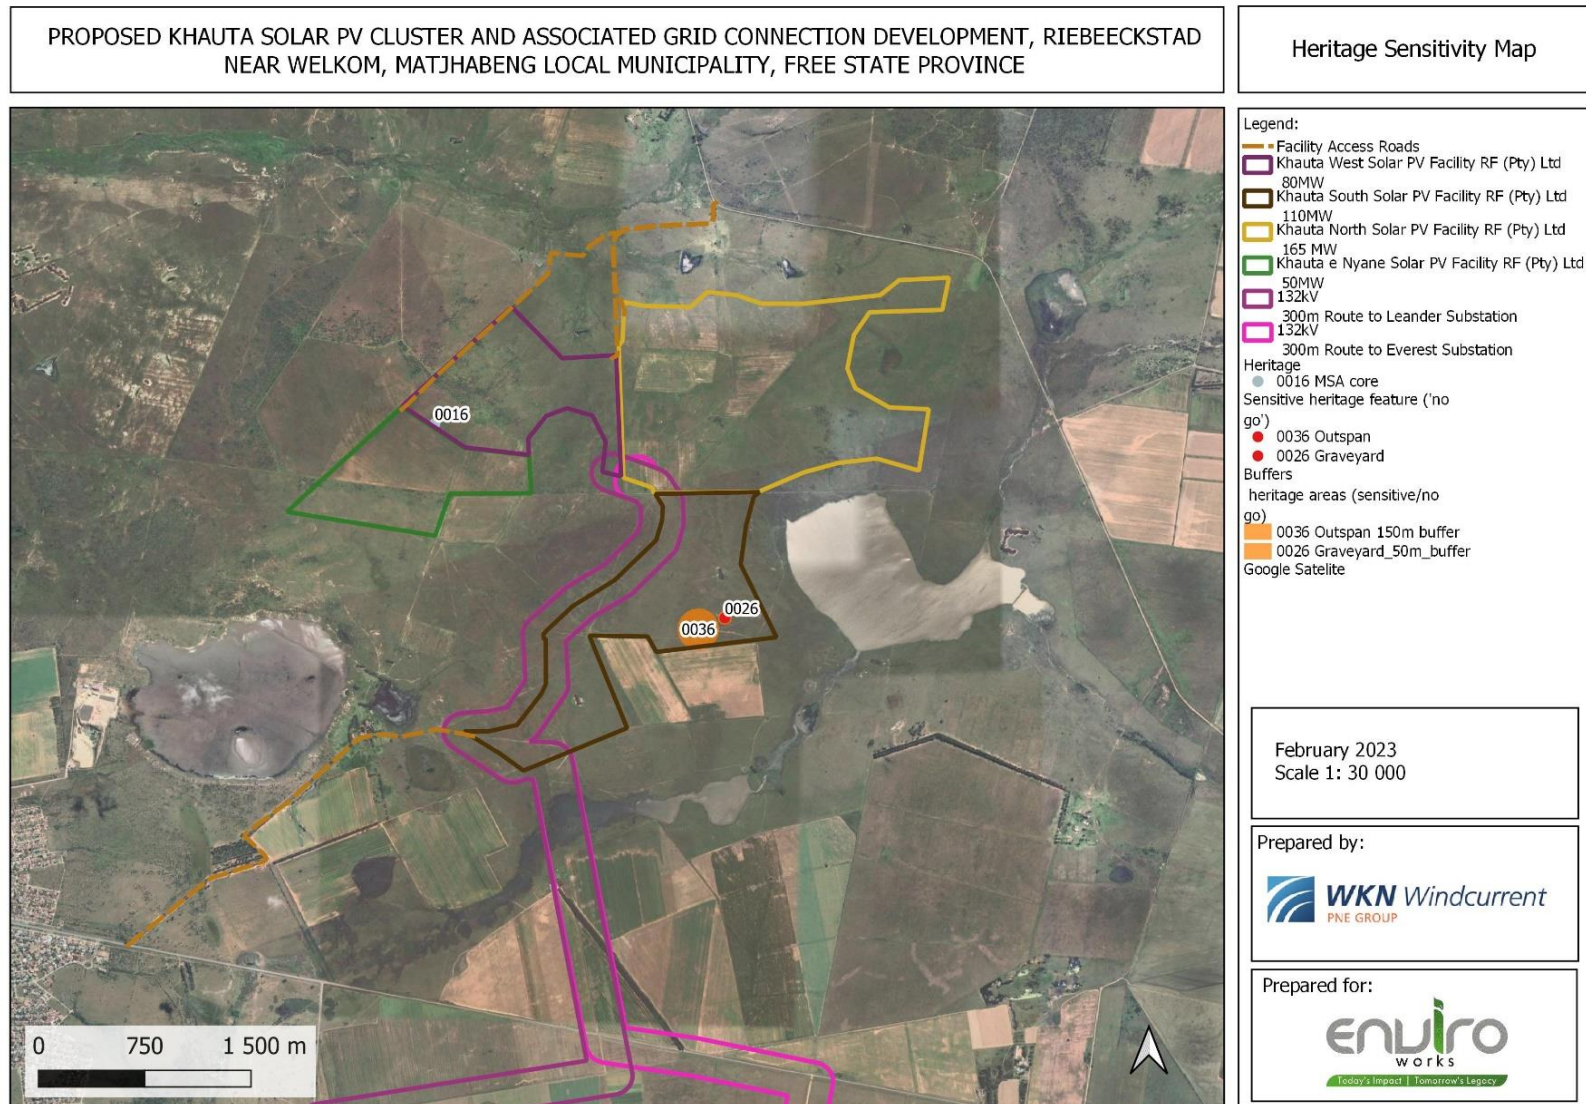 PROPOSED KHAUTA SOLAR PV CLUSTER AND ASSOCIATED GRID CONNECTION DEVELOPMENT, RIEBEECKSTAD
NEAR WELKOM, MATJHABENG LOCAL MUNICIPALITY, FREE STATE PROVINCE
Heritage Sensitivity Map
Legend:
Facility Access Roads
Khauta West Solar PV Facility RF (Pty) Ltd
80MW
Khauta South Solar PV Facility RF (Pty) Ltd
110MW
Khauta North Solar PV Facility RF (Pty) Ltd
165 MW
Khauta e Nyane Solar PV Facility RF (Pty) Ltd
50MW
132kV
300m Route to Leander Substation
132kV
300m Route to Everest Substation
Heritage
0016 MSA core
Sensitive heritage feature ('no
go')
0036 Outspan
0026 Graveyard
Buffers
heritage areas (sensitive/no
go)
0036 Outspan 150m buffer
0026 Graveyard_50m_buffer
Google Satelite
0016
0026
0036
0 750 1 500 m
February 2023
Scale 1: 30 000
Prepared by:
WKN Windcurrent
PNE GROUP
Prepared for:
enviro
works
Today's Impact | Tomorrow's Legacy